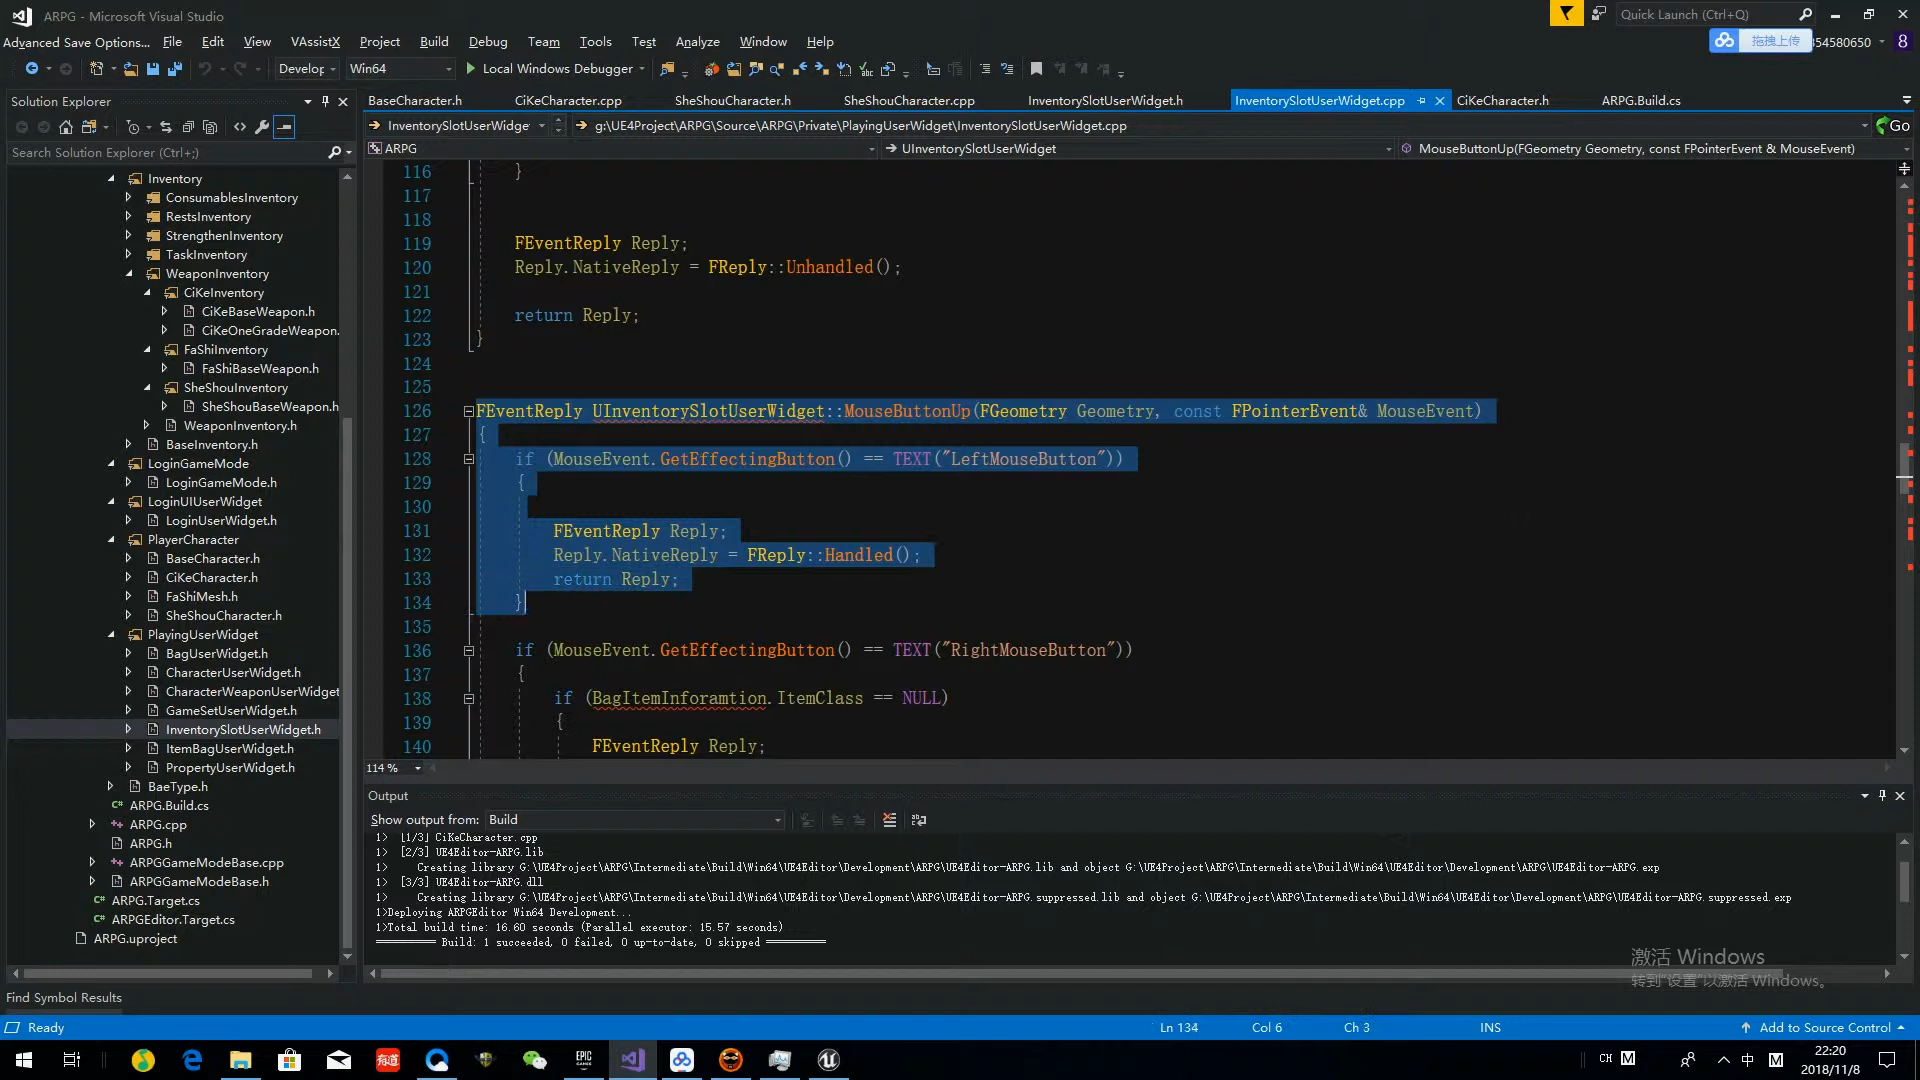 ARPG - Microsoft Visual Studio
Quick Launch (Ctrl+Q)
Advanced Save Options... File Edit View VAssistX Project Build Debug Team Tools Test Analyze Window Help
拖拽上传 354580650 8
Develop Win64 Local Windows Debugger
Solution Explorer
Search Solution Explorer (Ctrl+;)
Inventory
ConsumablesInventory
RestsInventory
StrengthenInventory
TaskInventory
WeaponInventory
CiKeInventory
CiKeBaseWeapon.h
CiKeOneGradeWeapon.
FaShiInventory
FaShiBaseWeapon.h
SheShouInventory
SheShouBaseWeapon.h
WeaponInventory.h
BaseInventory.h
LoginGameMode
LoginGameMode.h
LoginUIUserWidget
LoginUserWidget.h
PlayerCharacter
BaseCharacter.h
CiKeCharacter.h
FaShiMesh.h
SheShouCharacter.h
PlayingUserWidget
BagUserWidget.h
CharacterUserWidget.h
CharacterWeaponUserWidget
GameSetUserWidget.h
InventorySlotUserWidget.h
ItemBagUserWidget.h
PropertyUserWidget.h
BaeType.h
ARPG.Build.cs
ARPG.cpp
ARPG.h
ARPGGameModeBase.cpp
ARPGGameModeBase.h
ARPG.Target.cs
ARPGEditor.Target.cs
ARPG.uproject
BaseCharacter.h CiKeCharacter.cpp SheShouCharacter.h SheShouCharacter.cpp InventorySlotUserWidget.h InventorySlotUserWidget.cpp CiKeCharacter.h ARPG.Build.cs
InventorySlotUserWidge g:\UE4Project\ARPG\Source\ARPG\Private\PlayingUserWidget\InventorySlotUserWidget.cpp Go
ARPG UInventorySlotUserWidget MouseButtonUp(FGeometry Geometry, const FPointerEvent & MouseEvent)
116 }
117
118
119 FEventReply Reply;
120 Reply.NativeReply = FReply::Unhandled();
121
122 return Reply;
123 }
124
125
126 FEventReply UInventorySlotUserWidget::MouseButtonUp(FGeometry Geometry, const FPointerEvent& MouseEvent)
127 {
128 if (MouseEvent.GetEffectingButton() == TEXT("LeftMouseButton"))
129 {
130
131 FEventReply Reply;
132 Reply.NativeReply = FReply::Handled();
133 return Reply;
134 }
135
136 if (MouseEvent.GetEffectingButton() == TEXT("RightMouseButton"))
137 {
138 if (BagItemInforamtion.ItemClass == NULL)
139 {
140 FEventReply Reply;
114 %
Output
Show output from: Build
1> [1/3] CiKeCharacter.cpp
1> [2/3] UE4Editor-ARPG.lib
1> Creating library G:\UE4Project\ARPG\Intermediate\Build\Win64\UE4Editor\Development\ARPG\UE4Editor-ARPG.lib and object G:\UE4Project\ARPG\Intermediate\Build\Win64\UE4Editor\Development\ARPG\UE4Editor-ARPG.exp
1> [3/3] UE4Editor-ARPG.dll
1> Creating library G:\UE4Project\ARPG\Intermediate\Build\Win64\UE4Editor\Development\ARPG\UE4Editor-ARPG.suppressed.lib and object G:\UE4Project\ARPG\Intermediate\Build\Win64\UE4Editor\Development\ARPG\UE4Editor-ARPG.suppressed.exp
1>Deploying ARPGEditor Win64 Development...
1>Total build time: 16.60 seconds (Parallel executor: 15.57 seconds)
========== Build: 1 succeeded, 0 failed, 0 up-to-date, 0 skipped ==========
激活 Windows
转到"设置"以激活 Windows。
Find Symbol Results
Ready Ln 134 Col 6 Ch 3 INS Add to Source Control
有道 EPIC GAMES CH M 中 M 22:20
2018/11/8